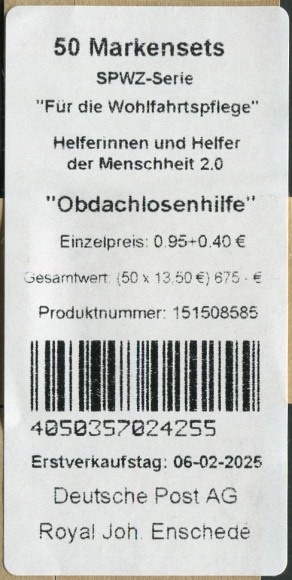 50 Markensets
SPWZ-Serie
"Für die Wohlfahrtspflege"
Helferinnen und Helfer
der Menschheit 2.0
"Obdachlosenhilfe"
Einzelpreis: 0.95+0.40 €
Gesamtwert: (50 x 13,50 €) 675 - €
Produktnummer: 151508585
4050357024255
Erstverkaufstag: 06-02-2025
Deutsche Post AG
Royal Joh. Enschedé